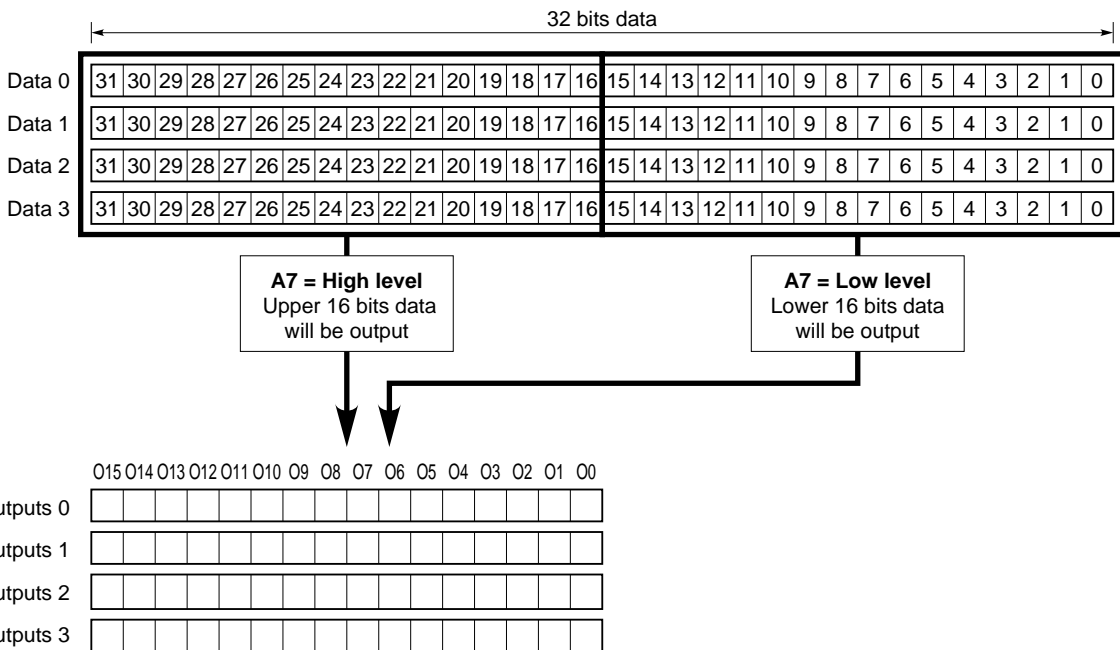 32 bits data
Data 0 31 30 29 28 27 26 25 24 23 22 21 20 19 18 17 16 15 14 13 12 11 10 9 8 7 6 5 4 3 2 1 0
Data 1 31 30 29 28 27 26 25 24 23 22 21 20 19 18 17 16 15 14 13 12 11 10 9 8 7 6 5 4 3 2 1 0
Data 2 31 30 29 28 27 26 25 24 23 22 21 20 19 18 17 16 15 14 13 12 11 10 9 8 7 6 5 4 3 2 1 0
Data 3 31 30 29 28 27 26 25 24 23 22 21 20 19 18 17 16 15 14 13 12 11 10 9 8 7 6 5 4 3 2 1 0
A7 = High level
Upper 16 bits data
will be output
A7 = Low level
Lower 16 bits data
will be output
O15 O14 O13 O12 O11 O10 O9 O8 O7 O6 O5 O4 O3 O2 O1 O0
utputs 0
utputs 1
utputs 2
utputs 3